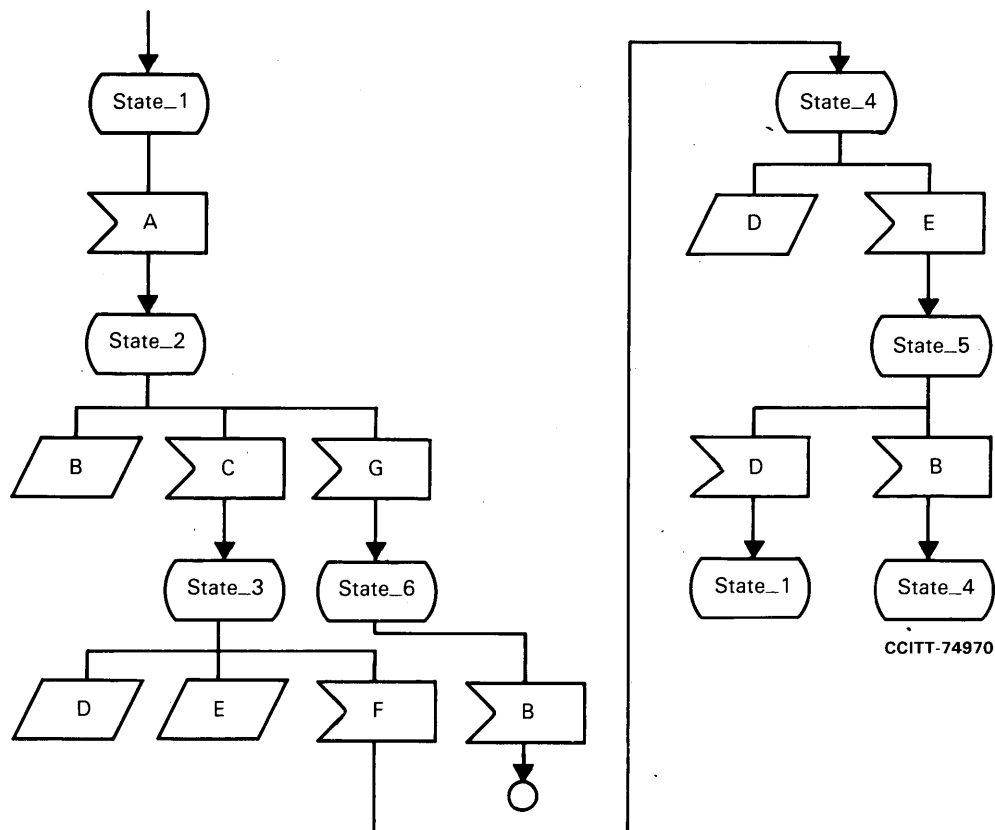 State_1
A
State_2
B
C
G
State_3
State_6
D
E
F
B
State_4
D
E
State_5
D
B
State_1
State_4
CCITT-74970